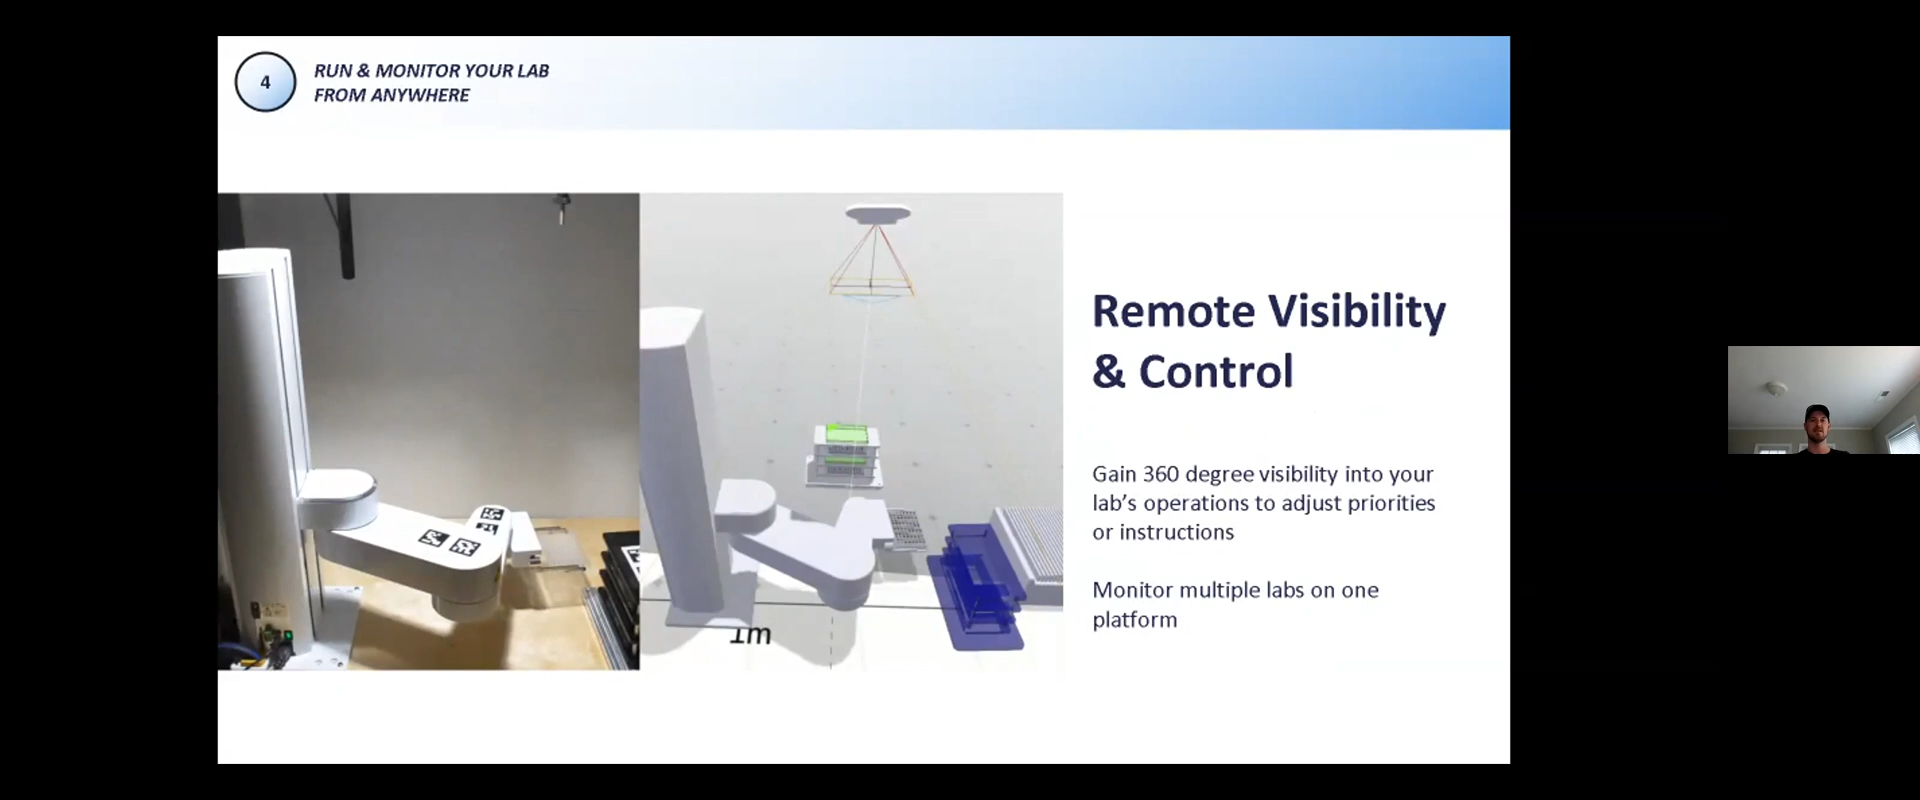 4
RUN & MONITOR YOUR LAB
FROM ANYWHERE
Remote Visibility
& Control
Gain 360 degree visibility into your
lab's operations to adjust priorities
or instructions
Monitor multiple labs on one
platform
1m